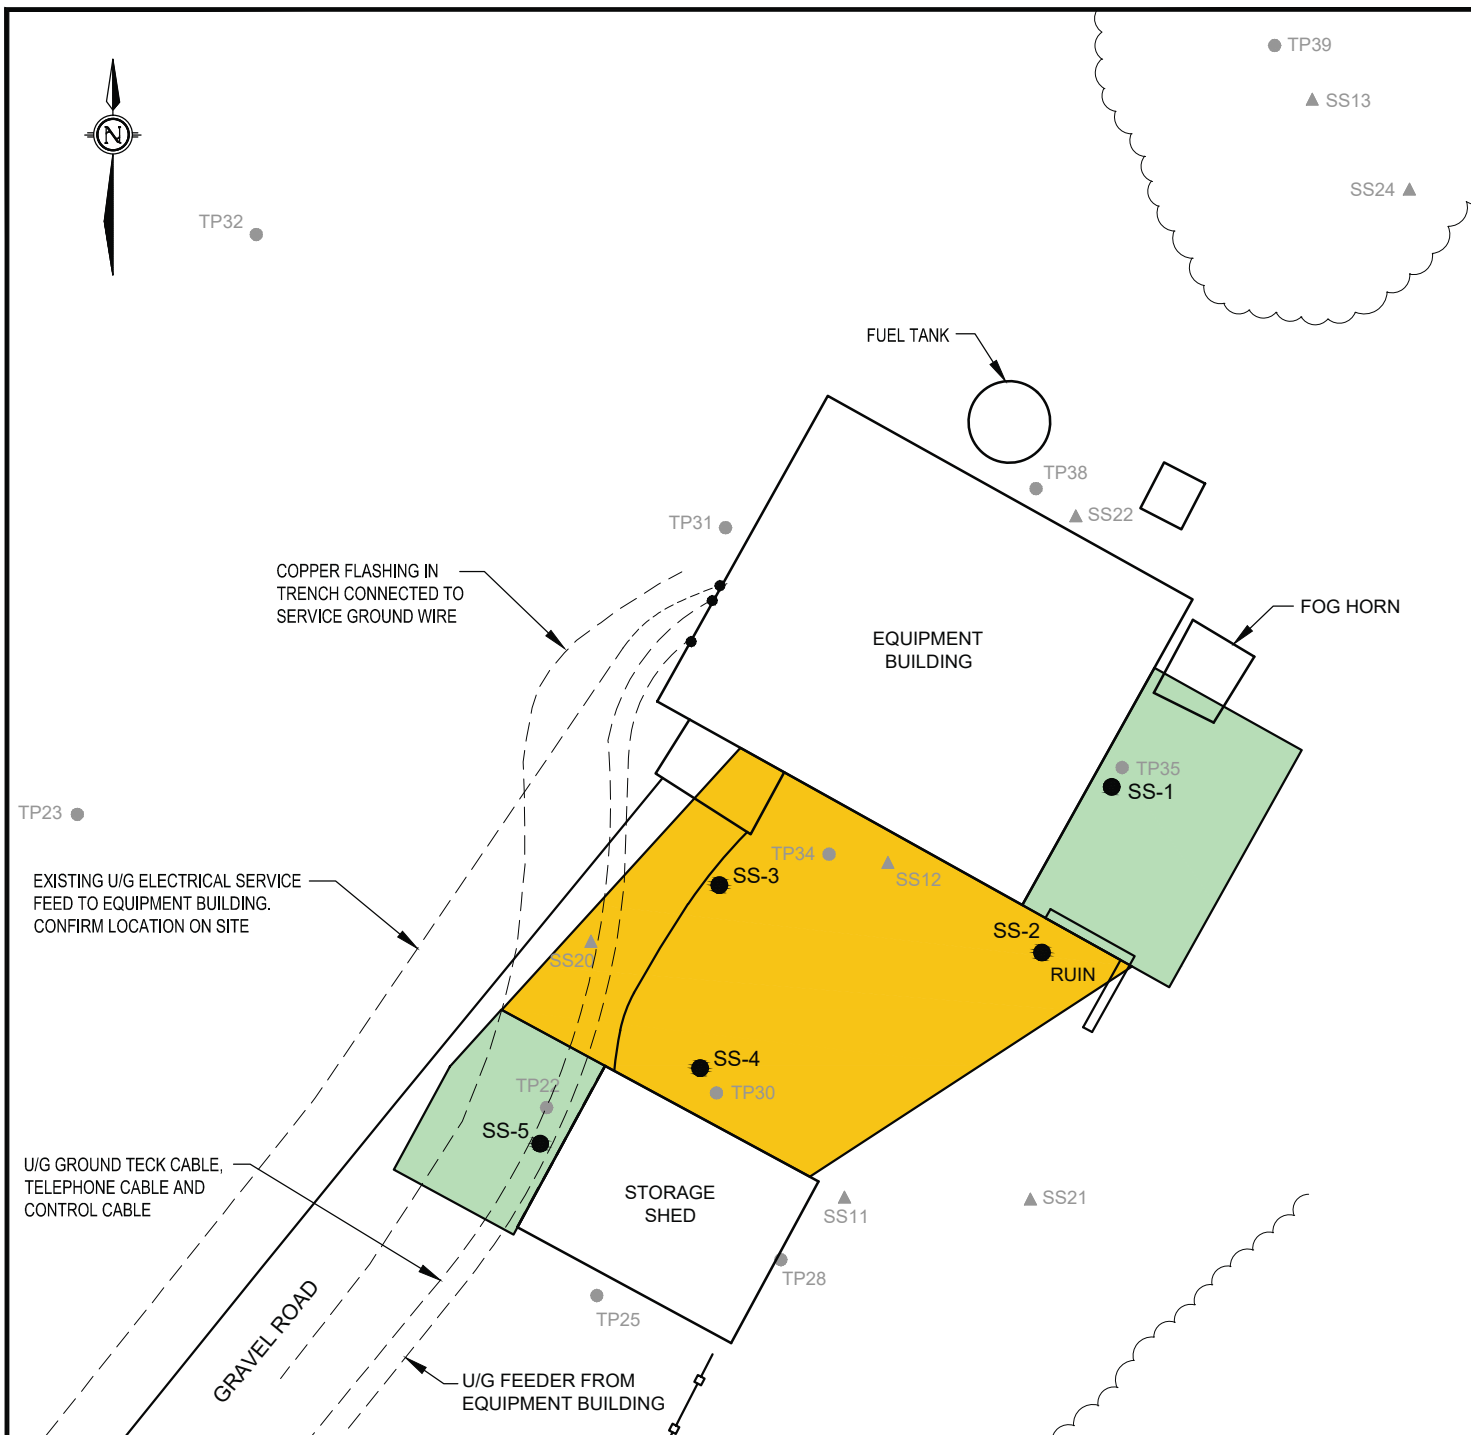 TP39
SS13
N
SS24
TP32
FUEL TANK
TP38
SS22
TP31
COPPER FLASHING IN
TRENCH CONNECTED TO
SERVICE GROUND WIRE
FOG HORN
EQUIPMENT
BUILDING
TP35
SS-1
TP23
TP34
SS12
SS-3
EXISTING U/G ELECTRICAL SERVICE
FEED TO EQUIPMENT BUILDING.
CONFIRM LOCATION ON SITE
SS-2
RUIN
SS20
SS-4
TP30
TP22
SS-5
U/G GROUND TECK CABLE,
TELEPHONE CABLE AND
CONTROL CABLE
STORAGE
SHED
SS11
SS21
TP28
TP25
GRAVEL ROAD
U/G FEEDER FROM
EQUIPMENT BUILDING